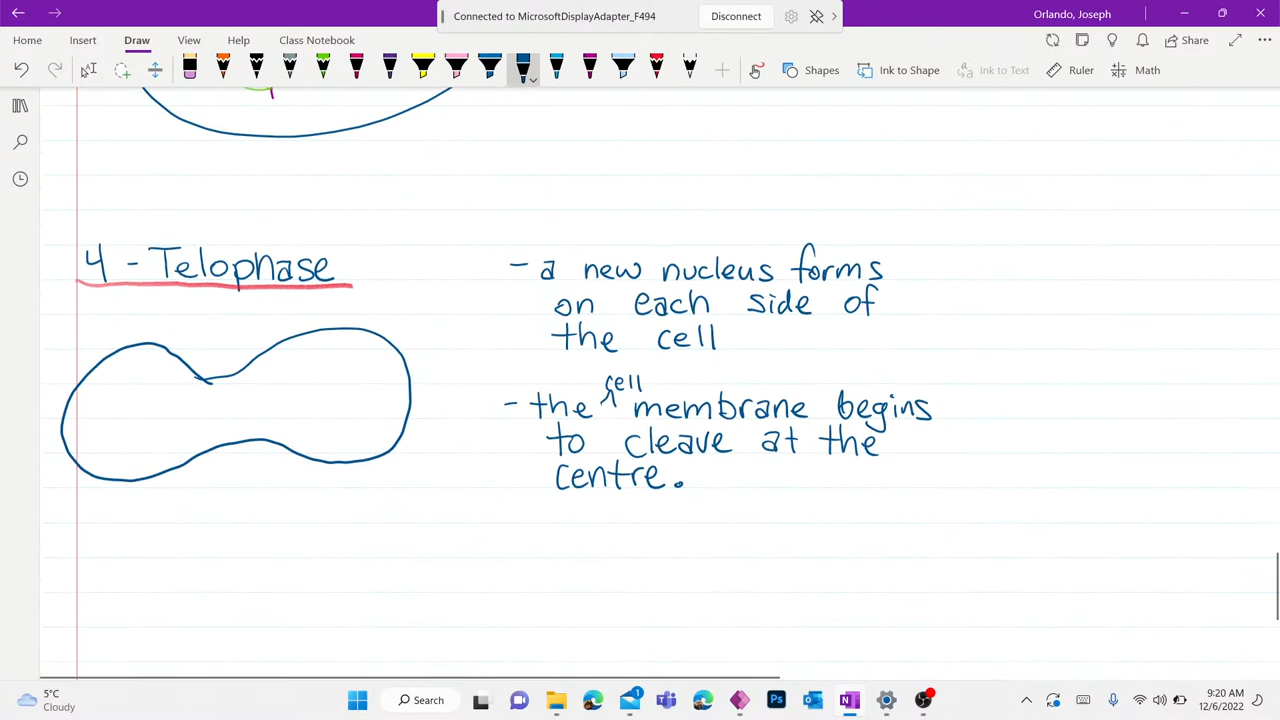 Connected to MicrosoftDisplayAdapter_F494
Disconnect
Orlando, Joseph
Home
Insert
Draw
View
Help
Class Notebook
Share
Shapes
Ink to Shape
Ink to Text
Ruler
Math
4 - Telophase
- a new nucleus forms
on each side of
the cell
cell
- the ^ membrane begins
to cleave at the
centre.
5°C
Cloudy
Search
1
9:20 AM
12/6/2022